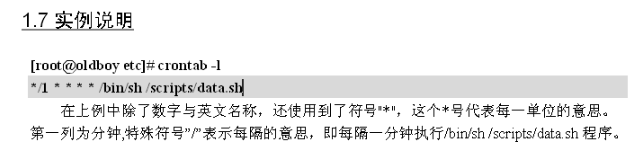 1.7 实例说明
[root@oldboy etc]# crontab -l
*/1 * * * * /bin/sh /scripts/data.sh
在上例中除了数字与英文名称，还使用到了符号"*"，这个*号代表每一单位的意思。
第一列为分钟,特殊符号"/"表示每隔的意思，即每隔一分钟执行/bin/sh /scripts/data.sh 程序。